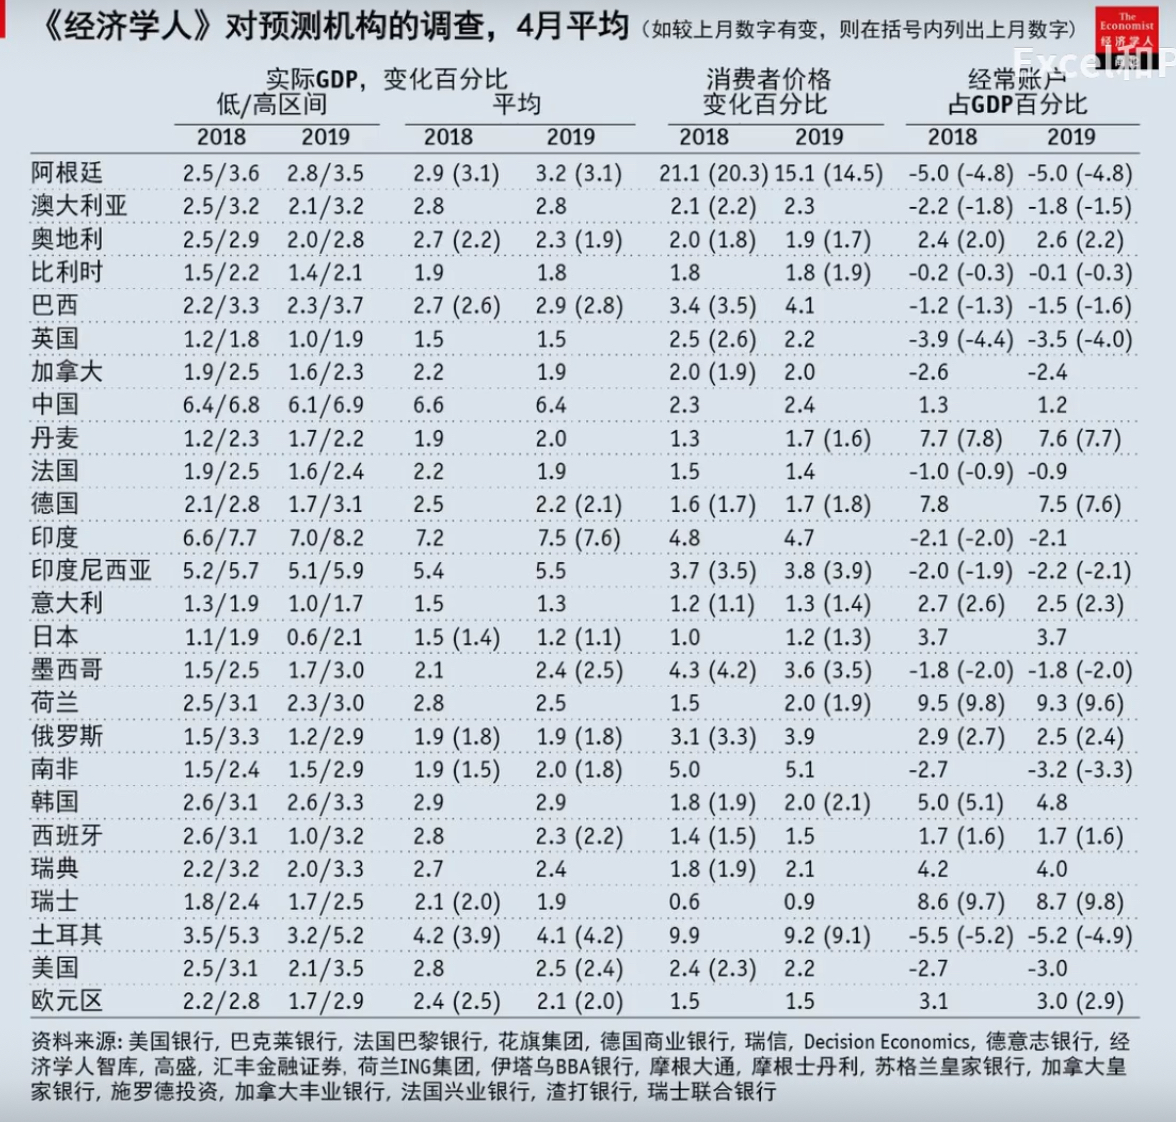 《经济学人》对预测机构的调查，4月平均（如较上月数字有变，则在括号内列出上月数字）
The
Economist
经济学人
Excel和P
实际GDP，变化百分比 消费者价格 经常账户
低/高区间 平均 变化百分比 占GDP百分比
2018 2019 2018 2019 2018 2019 2018 2019
阿根廷 2.5/3.6 2.8/3.5 2.9 (3.1) 3.2 (3.1) 21.1 (20.3) 15.1 (14.5) -5.0 (-4.8) -5.0 (-4.8)
澳大利亚 2.5/3.2 2.1/3.2 2.8 2.8 2.1 (2.2) 2.3 -2.2 (-1.8) -1.8 (-1.5)
奥地利 2.5/2.9 2.0/2.8 2.7 (2.2) 2.3 (1.9) 2.0 (1.8) 1.9 (1.7) 2.4 (2.0) 2.6 (2.2)
比利时 1.5/2.2 1.4/2.1 1.9 1.8 1.8 1.8 (1.9) -0.2 (-0.3) -0.1 (-0.3)
巴西 2.2/3.3 2.3/3.7 2.7 (2.6) 2.9 (2.8) 3.4 (3.5) 4.1 -1.2 (-1.3) -1.5 (-1.6)
英国 1.2/1.8 1.0/1.9 1.5 1.5 2.5 (2.6) 2.2 -3.9 (-4.4) -3.5 (-4.0)
加拿大 1.9/2.5 1.6/2.3 2.2 1.9 2.0 (1.9) 2.0 -2.6 -2.4
中国 6.4/6.8 6.1/6.9 6.6 6.4 2.3 2.4 1.3 1.2
丹麦 1.2/2.3 1.7/2.2 1.9 2.0 1.3 1.7 (1.6) 7.7 (7.8) 7.6 (7.7)
法国 1.9/2.5 1.6/2.4 2.2 1.9 1.5 1.4 -1.0 (-0.9) -0.9
德国 2.1/2.8 1.7/3.1 2.5 2.2 (2.1) 1.6 (1.7) 1.7 (1.8) 7.8 7.5 (7.6)
印度 6.6/7.7 7.0/8.2 7.2 7.5 (7.6) 4.8 4.7 -2.1 (-2.0) -2.1
印度尼西亚 5.2/5.7 5.1/5.9 5.4 5.5 3.7 (3.5) 3.8 (3.9) -2.0 (-1.9) -2.2 (-2.1)
意大利 1.3/1.9 1.0/1.7 1.5 1.3 1.2 (1.1) 1.3 (1.4) 2.7 (2.6) 2.5 (2.3)
日本 1.1/1.9 0.6/2.1 1.5 (1.4) 1.2 (1.1) 1.0 1.2 (1.3) 3.7 3.7
墨西哥 1.5/2.5 1.7/3.0 2.1 2.4 (2.5) 4.3 (4.2) 3.6 (3.5) -1.8 (-2.0) -1.8 (-2.0)
荷兰 2.5/3.1 2.3/3.0 2.8 2.5 1.5 2.0 (1.9) 9.5 (9.8) 9.3 (9.6)
俄罗斯 1.5/3.3 1.2/2.9 1.9 (1.8) 1.9 (1.8) 3.1 (3.3) 3.9 2.9 (2.7) 2.5 (2.4)
南非 1.5/2.4 1.5/2.9 1.9 (1.5) 2.0 (1.8) 5.0 5.1 -2.7 -3.2 (-3.3)
韩国 2.6/3.1 2.6/3.3 2.9 2.9 1.8 (1.9) 2.0 (2.1) 5.0 (5.1) 4.8
西班牙 2.6/3.1 1.0/3.2 2.8 2.3 (2.2) 1.4 (1.5) 1.5 1.7 (1.6) 1.7 (1.6)
瑞典 2.2/3.2 2.0/3.3 2.7 2.4 1.8 (1.9) 2.1 4.2 4.0
瑞士 1.8/2.4 1.7/2.5 2.1 (2.0) 1.9 0.6 0.9 8.6 (9.7) 8.7 (9.8)
土耳其 3.5/5.3 3.2/5.2 4.2 (3.9) 4.1 (4.2) 9.9 9.2 (9.1) -5.5 (-5.2) -5.2 (-4.9)
美国 2.5/3.1 2.1/3.5 2.8 2.5 (2.4) 2.4 (2.3) 2.2 -2.7 -3.0
欧元区 2.2/2.8 1.7/2.9 2.4 (2.5) 2.1 (2.0) 1.5 1.5 3.1 3.0 (2.9)
资料来源: 美国银行, 巴克莱银行, 法国巴黎银行, 花旗集团, 德国商业银行, 瑞信, Decision Economics, 德意志银行, 经
济学人智库, 高盛, 汇丰金融证券, 荷兰ING集团, 伊塔乌BBA银行, 摩根大通, 摩根士丹利, 苏格兰皇家银行, 加拿大皇
家银行, 施罗德投资, 加拿大丰业银行, 法国兴业银行, 渣打银行, 瑞士联合银行